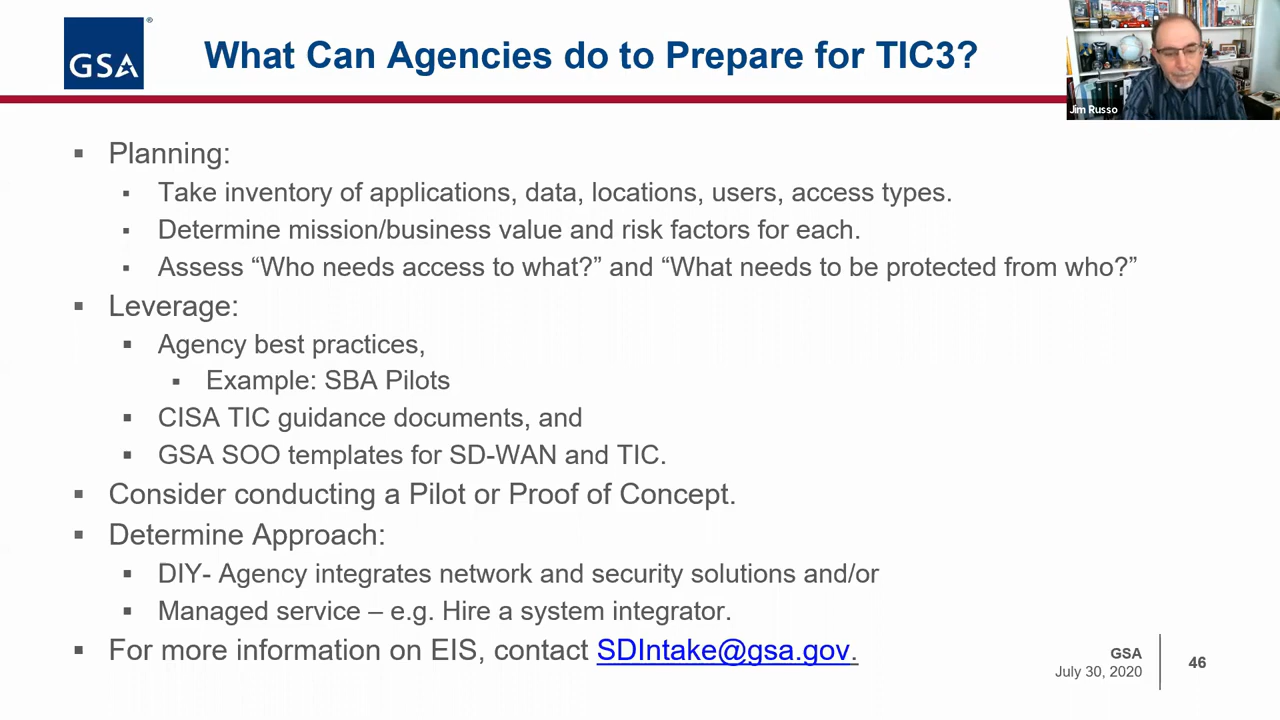 GSA
®
What Can Agencies do to Prepare for TIC3?
Jim Russo
▪ Planning:
▪ Take inventory of applications, data, locations, users, access types.
▪ Determine mission/business value and risk factors for each.
▪ Assess “Who needs access to what?” and “What needs to be protected from who?”
▪ Leverage:
▪ Agency best practices,
▪ Example: SBA Pilots
▪ CISA TIC guidance documents, and
▪ GSA SOO templates for SD-WAN and TIC.
▪ Consider conducting a Pilot or Proof of Concept.
▪ Determine Approach:
▪ DIY- Agency integrates network and security solutions and/or
▪ Managed service – e.g. Hire a system integrator.
▪ For more information on EIS, contact SDIntake@gsa.gov.
GSA
July 30, 2020
46